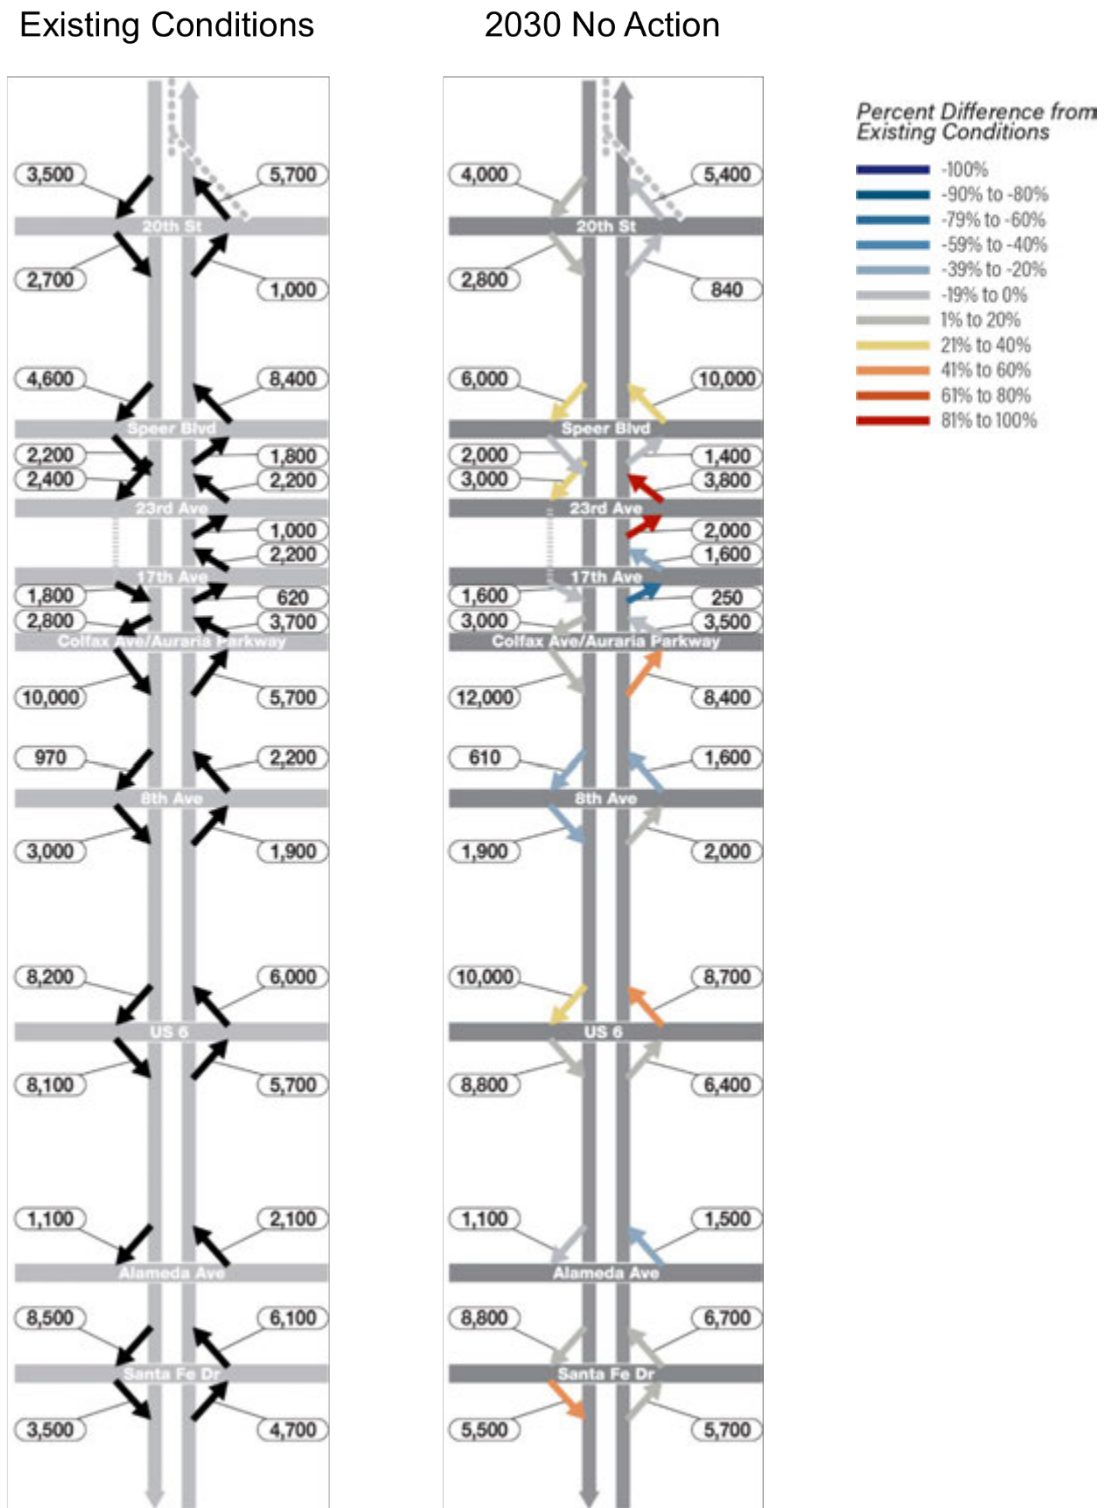 Existing Conditions
2030 No Action
Percent Difference from
Existing Conditions
-100%
-90% to -80%
-79% to -60%
-59% to -40%
-39% to -20%
-19% to 0%
1% to 20%
21% to 40%
41% to 60%
61% to 80%
81% to 100%
3,500
5,700
20th St
2,700
1,000
4,600
8,400
Speer Blvd
2,200
1,800
2,400
2,200
23rd Ave
1,000
2,200
17th Ave
1,800
620
2,800
3,700
Colfax Ave/Auraria Parkway
10,000
5,700
970
2,200
8th Ave
3,000
1,900
8,200
6,000
US 6
8,100
5,700
1,100
2,100
Alameda Ave
8,500
6,100
Santa Fe Dr
3,500
4,700
4,000
5,400
20th St
2,800
840
6,000
10,000
Speer Blvd
2,000
1,400
3,000
3,800
23rd Ave
2,000
1,600
17th Ave
1,600
250
3,000
3,500
Colfax Ave/Auraria Parkway
12,000
8,400
610
1,600
8th Ave
1,900
2,000
10,000
8,700
US 6
8,800
6,400
1,100
1,500
Alameda Ave
8,800
6,700
Santa Fe Dr
5,500
5,700